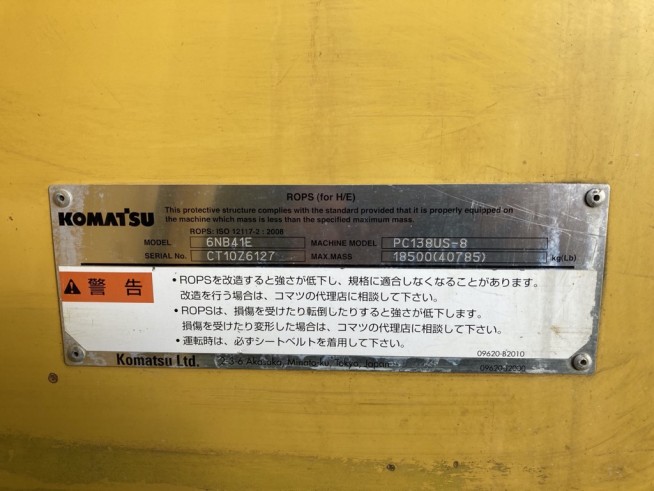 ROPS (for H/E)
KOMATSU
This protective structure complies with the standard provided that it is properly equipped on
the machine which mass is less than the specified maximum mass.
ROPS: ISO 12117-2 : 2008
MODEL 6NB41E MACHINE MODEL PC138US-8
SERIAL No. CT10Z6127 MAX.MASS 18500(40785) kg(Lb)
警告
・ROPSを改造すると強さが低下し、規格に適合しなくなることがあります。
改造を行う場合は、コマツの代理店に相談して下さい。
・ROPSは、損傷を受けたり転倒したりすると強さが低下します。
損傷を受けたり変形した場合は、コマツの代理店に相談して下さい。
・運転時は、必ずシートベルトを着用して下さい。
09620-82010
Komatsu Ltd. 2-3-6 Akasaka, Minato-ku, Tokyo, Japan